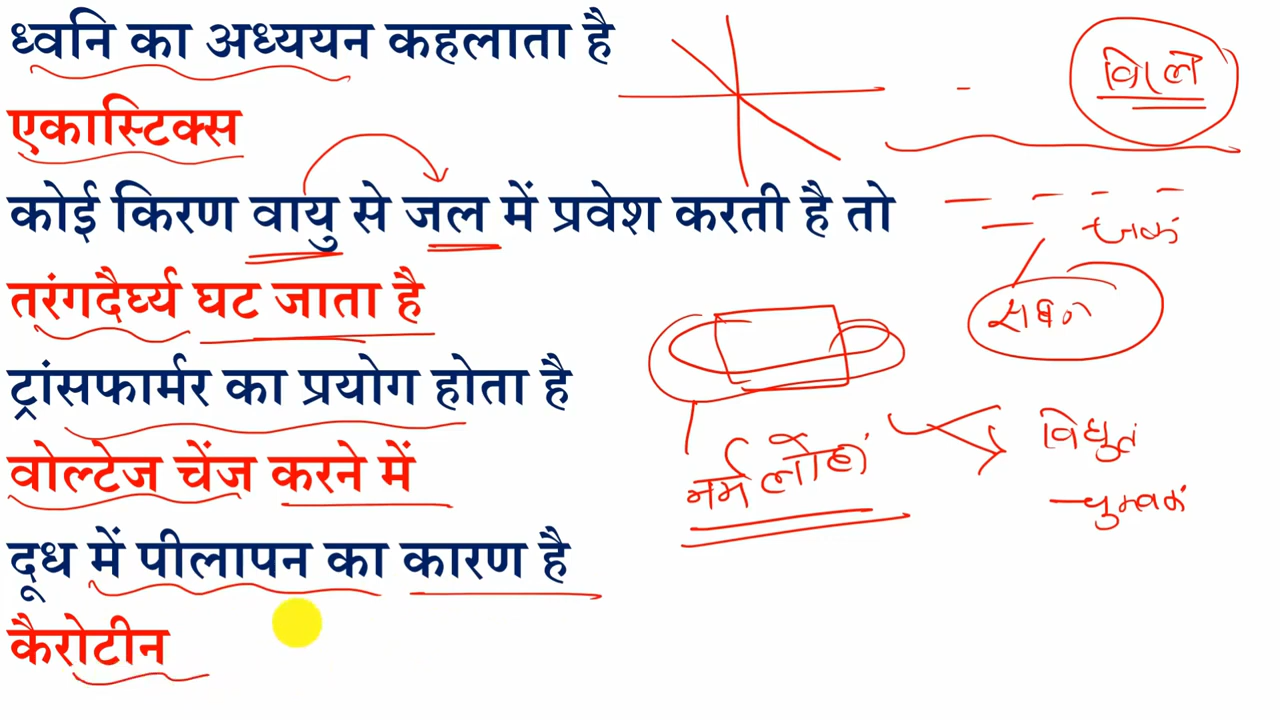 ध्वनि का अध्ययन कहलाता है
एकास्टिक्स
कोई किरण वायु से जल में प्रवेश करती है तो
तरंगदैर्घ्य घट जाता है
ट्रांसफार्मर का प्रयोग होता है
वोल्टेज चेंज करने में
दूध में पीलापन का कारण है
कैरोटीन
नर्म लोहा
विधुत
चुम्वक